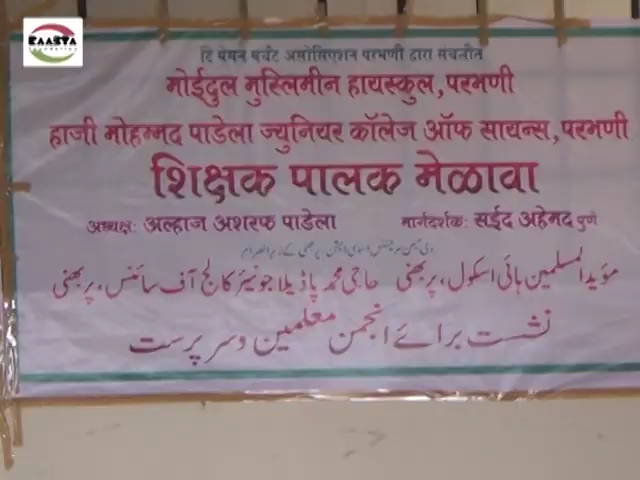 RAASTA
दि मेमन मर्चंट असोसिएशन परभणी द्वारा संचलीत
मोईदुल मुस्लिमीन हायस्कुल, परभणी
हाजी मोहम्मद पाडेला ज्युनियर कॉलेज ऑफ सायन्स, परभणी
शिक्षक पालक मेळावा
अध्यक्ष: अल्हाज अशरफ पाडेला मार्गदर्शक: सईद अहेमद पुणे
مؤید المسلمین ہائی اسکول، پربھنی حاجی محمد پاڈیلا جونیئر کالج آف سائنس، پربھنی
نشست برائے انجمن معلمین و سرپرست